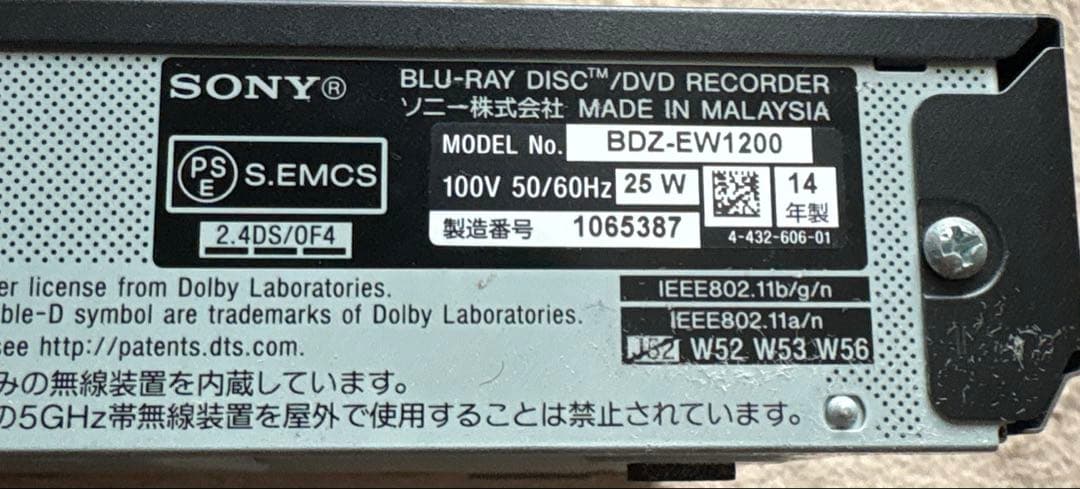 SONY®
BLU-RAY DISC™/DVD RECORDER
ソニー株式会社 MADE IN MALAYSIA
MODEL No. BDZ-EW1200
PS
E
S.EMCS
100V 50/60Hz 25 W
14
年製
2.4DS/OF4
製造番号 1065387
4-432-606-01
er license from Dolby Laboratories.
ble-D symbol are trademarks of Dolby Laboratories.
see http://patents.dts.com.
IEEE802.11b/g/n
IEEE802.11a/n
J52 W52 W53 W56
みの無線装置を内蔵しています。
の5GHz帯無線装置を屋外で使用することは禁止されています。